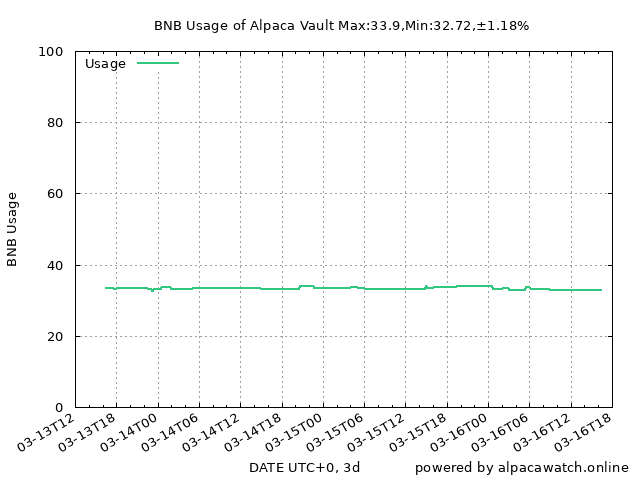 BNB Usage of Alpaca Vault Max:33.9,Min:32.72,±1.18%
Usage
BNB Usage
100
80
60
40
20
0
03-13T12
03-13T18
03-14T00
03-14T06
03-14T12
03-14T18
03-15T00
03-15T06
03-15T12
03-15T18
03-16T00
03-16T06
03-16T12
03-16T18
DATE UTC+0, 3d
powered by alpacawatch.online